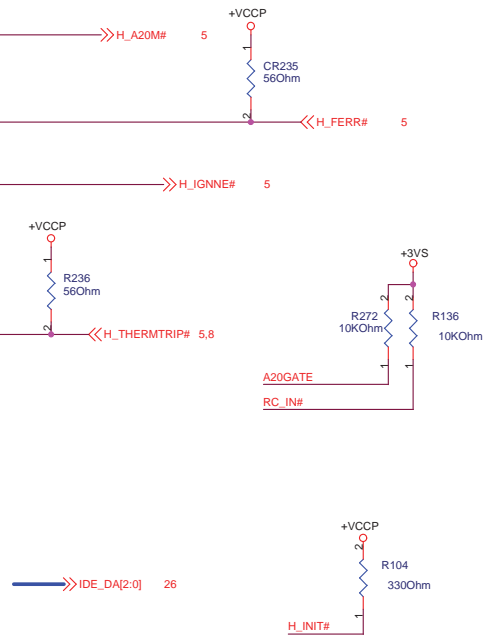 +VCCP
H_A20M# 5
1
CR235
56Ohm
2
H_FERR# 5
H_IGNNE# 5
+VCCP
1
R236
56Ohm
2
H_THERMTRIP# 5,8
+3VS
2
2
R272
10KOhm
R136
10KOhm
1
1
A20GATE
RC_IN#
+VCCP
2
R104
330Ohm
1
IDE_DA[2:0] 26
H_INIT#